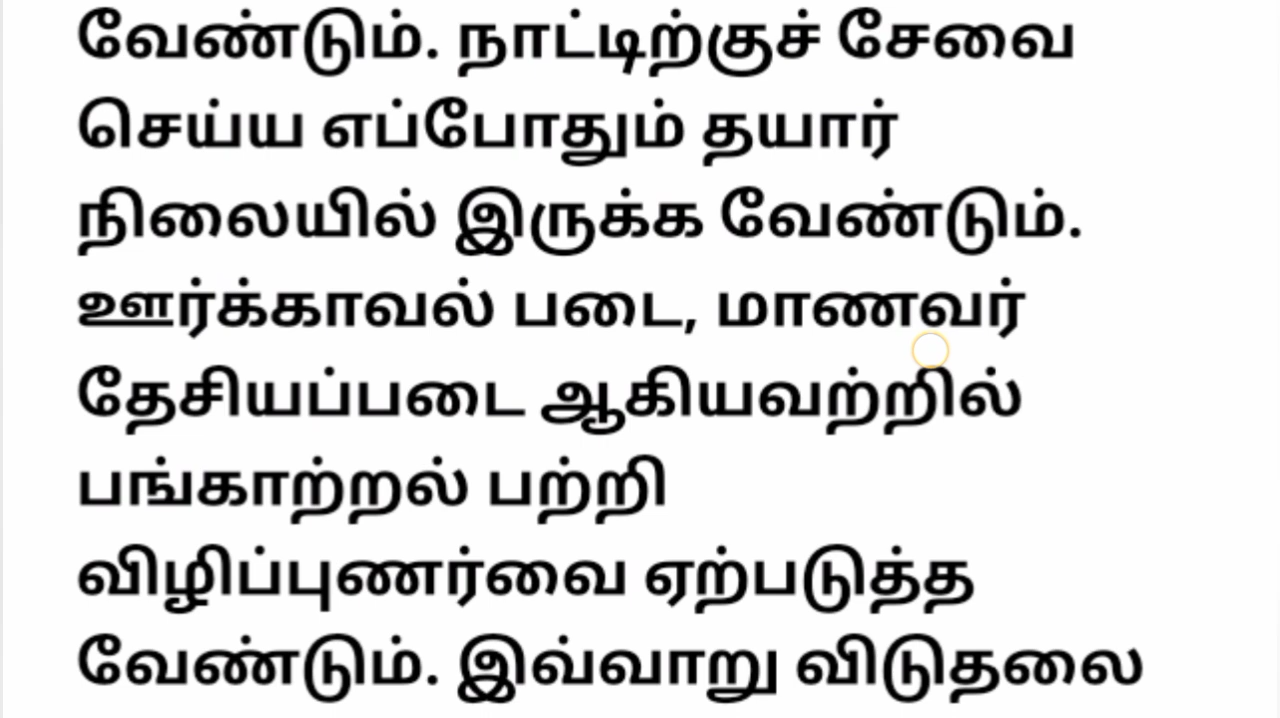 வேண்டும். நாட்டிற்குச் சேவை
செய்ய எப்போதும் தயார்
நிலையில் இருக்க வேண்டும்.
ஊர்க்காவல் படை, மாணவர்
தேசியப்படை ஆகியவற்றில்
பங்காற்றல் பற்றி
விழிப்புணர்வை ஏற்படுத்த
வேண்டும். இவ்வாறு விடுதலை